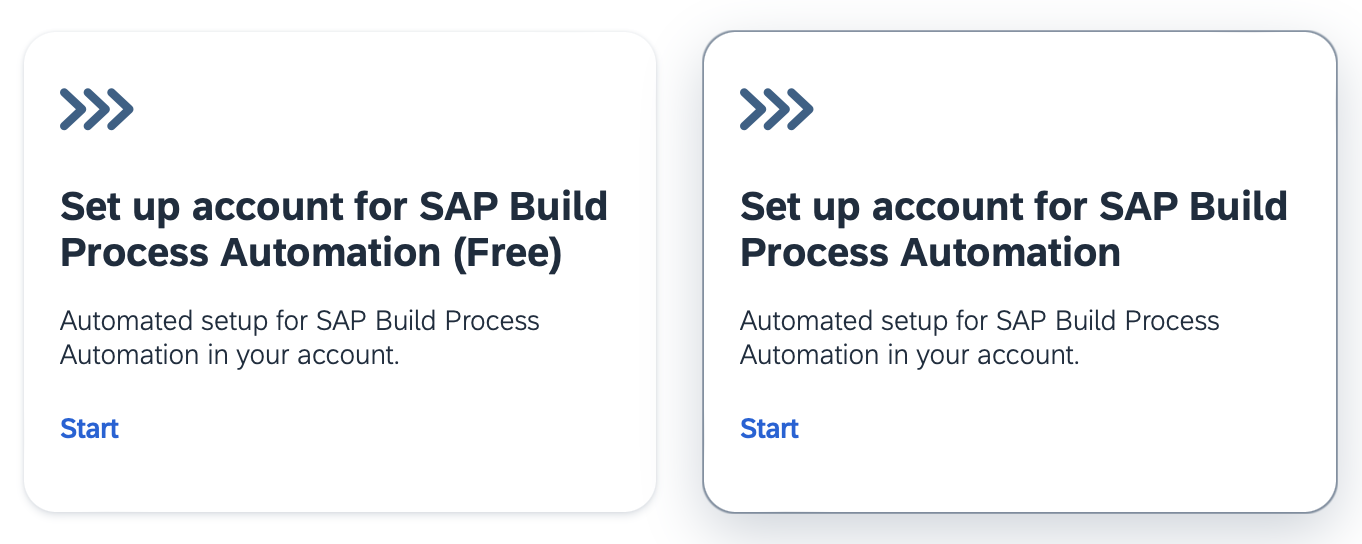 Set up account for SAP Build
Process Automation (Free)
Automated setup for SAP Build Process
Automation in your account.
Start
Set up account for SAP Build
Process Automation
Automated setup for SAP Build Process
Automation in your account.
Start